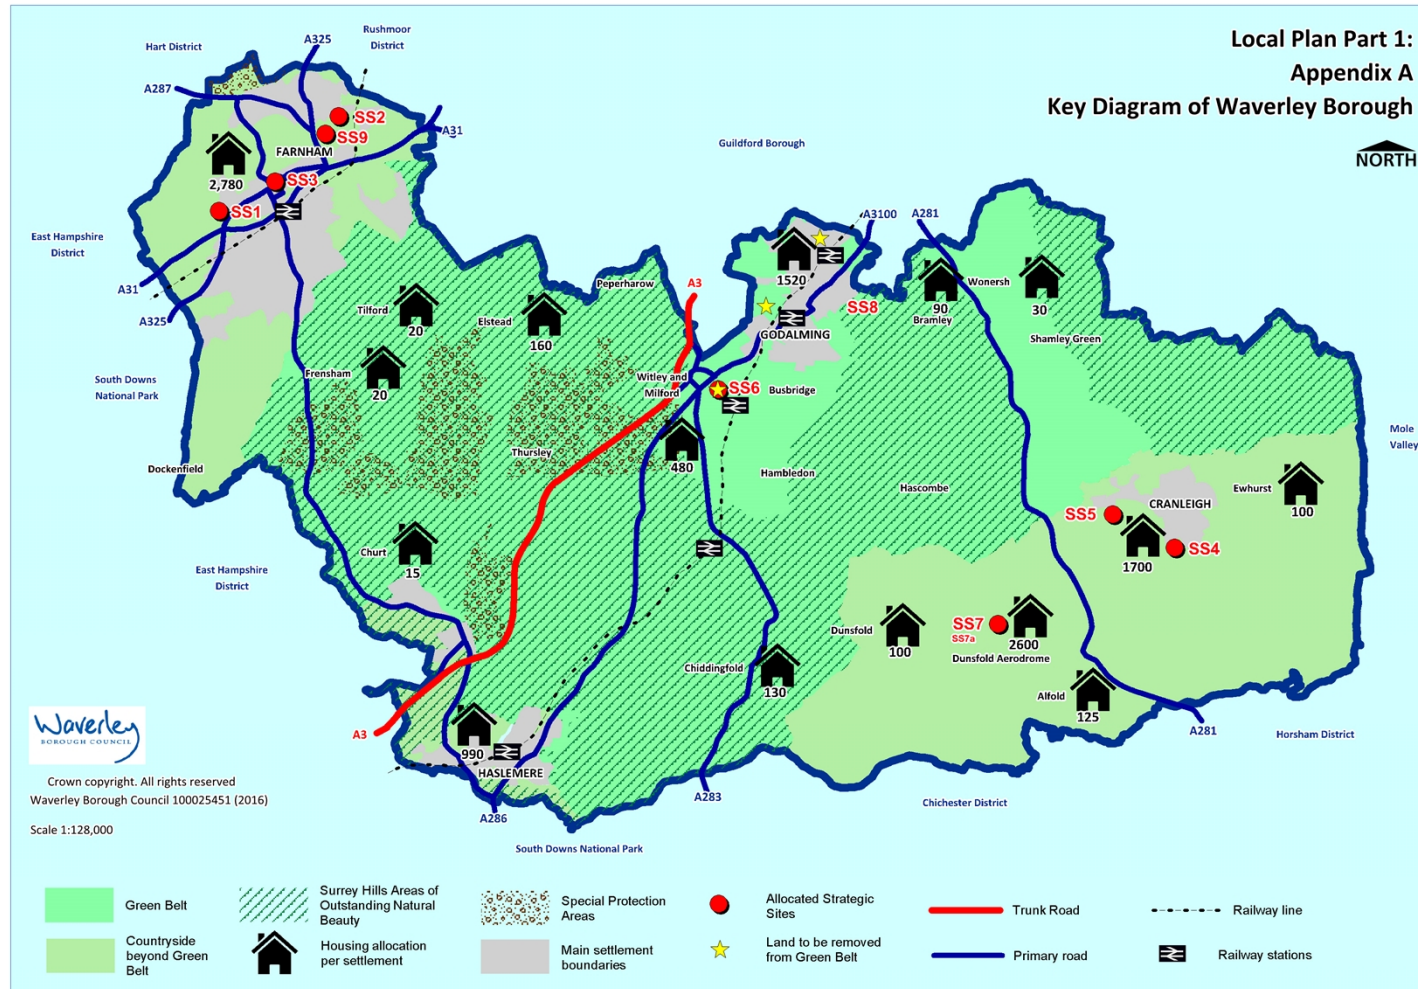 Local Plan Part 1:
Appendix A
Key Diagram of Waverley Borough
NORTH
Hart District
Rushmoor
District
A325
A287
A31
SS2
SS9
FARNHAM
2,780
SS3
SS1
East Hampshire
District
A31
A325
Guildford Borough
A3100
A281
1520
SS8
GODALMING
Peperharow
A3
Tilford
20
Elstead
160
Wonersh
90
Bramley
30
Shamley Green
South Downs
National Park
Frensham
20
Witley and
Milford
SS6
Busbridge
480
Thursley
Hambledon
Hascombe
Mole
Valley
Dockenfield
Ewhurst
100
CRANLEIGH
SS5
1700
SS4
Churt
15
East Hampshire
District
Dunsfold
100
SS7
SS7a
2600
Dunsfold Aerodrome
Chiddingfold
130
Alfold
125
A281
Horsham District
A3
990
HASLEMERE
A286
A283
Chichester District
South Downs National Park
Waverley
BOROUGH COUNCIL
Crown copyright. All rights reserved
Waverley Borough Council 100025451 (2016)
Scale 1:128,000
Green Belt
Countryside
beyond Green
Belt
Surrey Hills Areas of
Outstanding Natural
Beauty
Housing allocation
per settlement
Special Protection
Areas
Main settlement
boundaries
Allocated Strategic
Sites
Land to be removed
from Green Belt
Trunk Road
Primary road
Railway line
Railway stations